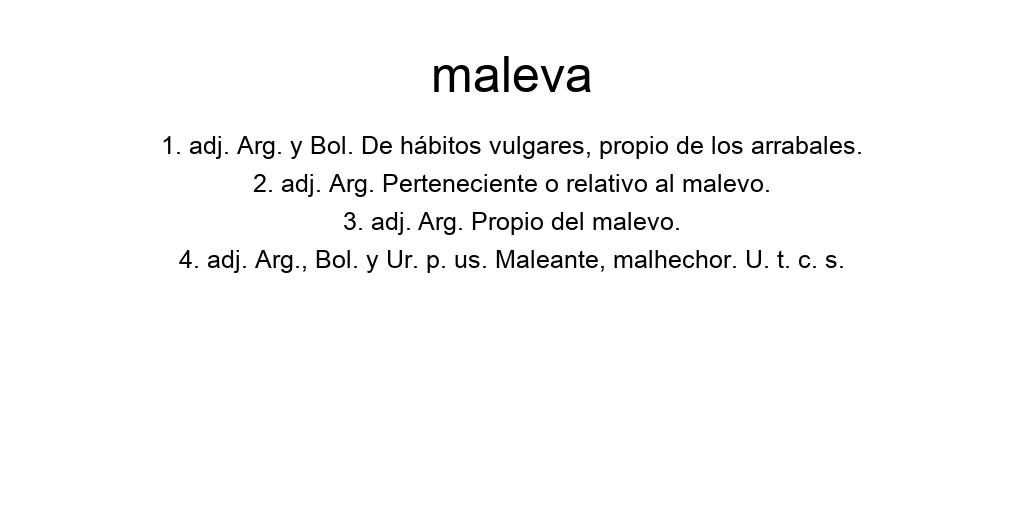 maleva
1. adj. Arg. y Bol. De hábitos vulgares, propio de los arrabales.
2. adj. Arg. Perteneciente o relativo al malevo.
3. adj. Arg. Propio del malevo.
4. adj. Arg., Bol. y Ur. p. us. Maleante, malhechor. U. t. c. s.